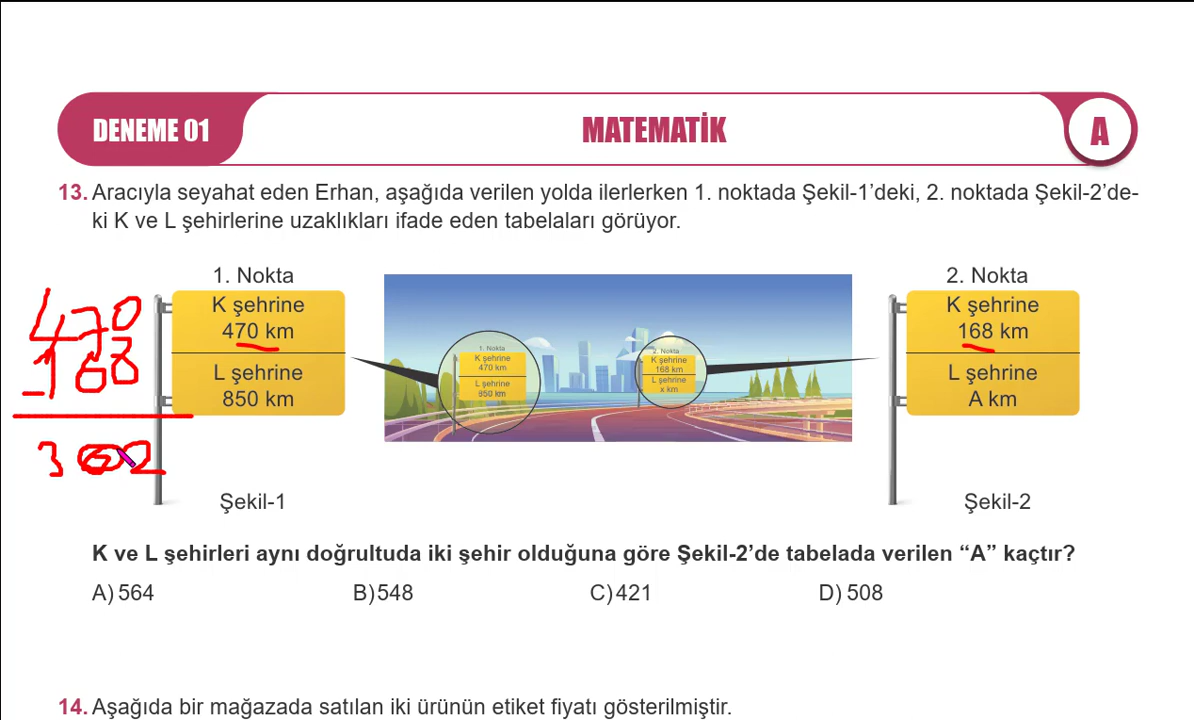 DENEME 01
MATEMATİK
A
13. Aracıyla seyahat eden Erhan, aşağıda verilen yolda ilerlerken 1. noktada Şekil-1’deki, 2. noktada Şekil-2’de-
ki K ve L şehirlerine uzaklıkları ifade eden tabelaları görüyor.
470
-168
302
1. Nokta
K şehrine
470 km
L şehrine
850 km
Şekil-1
1. Nokta
K şehrine
470 km
L şehrine
850 km
2. Nokta
K şehrine
168 km
L şehrine
x km
2. Nokta
K şehrine
168 km
L şehrine
A km
Şekil-2
K ve L şehirleri aynı doğrultuda iki şehir olduğuna göre Şekil-2’de tabelada verilen “A” kaçtır?
A) 564 B) 548 C) 421 D) 508
14. Aşağıda bir mağazada satılan iki ürünün etiket fiyatı gösterilmiştir.